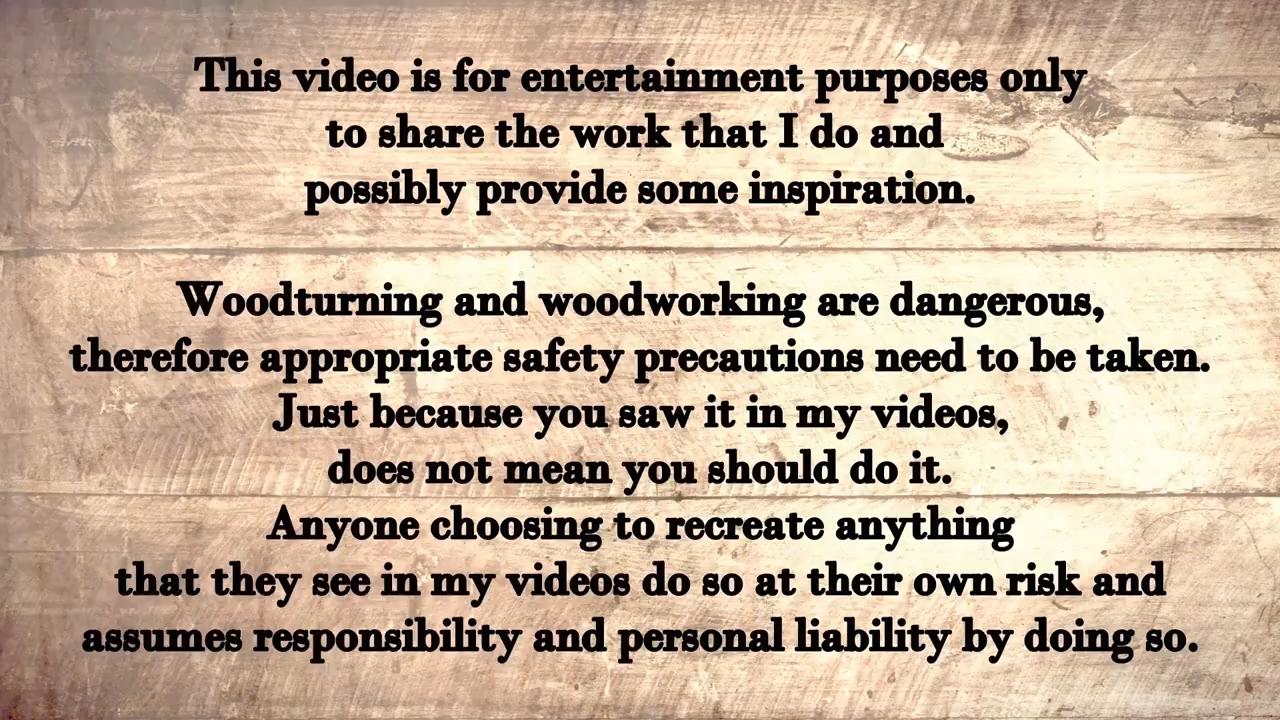 This video is for entertainment purposes only
to share the work that I do and
possibly provide some inspiration.
Woodturning and woodworking are dangerous,
therefore appropriate safety precautions need to be taken.
Just because you saw it in my videos,
does not mean you should do it.
Anyone choosing to recreate anything
that they see in my videos do so at their own risk and
assumes responsibility and personal liability by doing so.